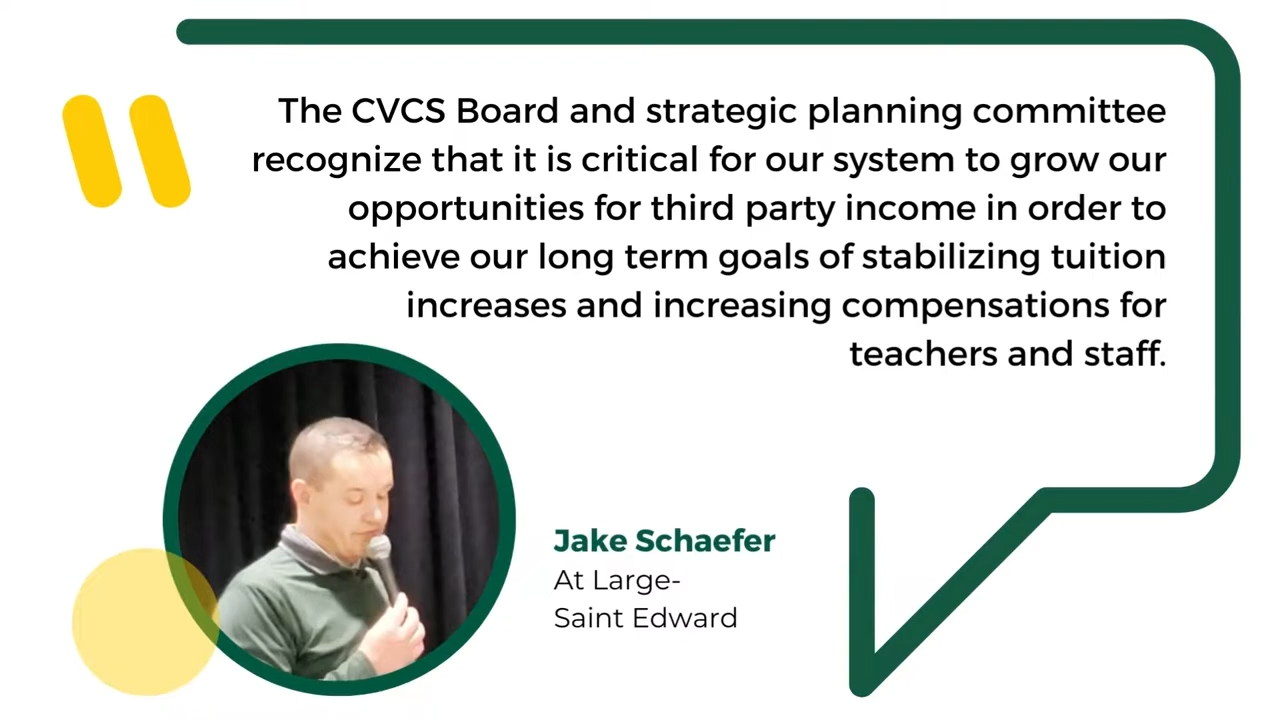 The CVCS Board and strategic planning committee
recognize that it is critical for our system to grow our
opportunities for third party income in order to
achieve our long term goals of stabilizing tuition
increases and increasing compensations for
teachers and staff.
Jake Schaefer
At Large-
Saint Edward